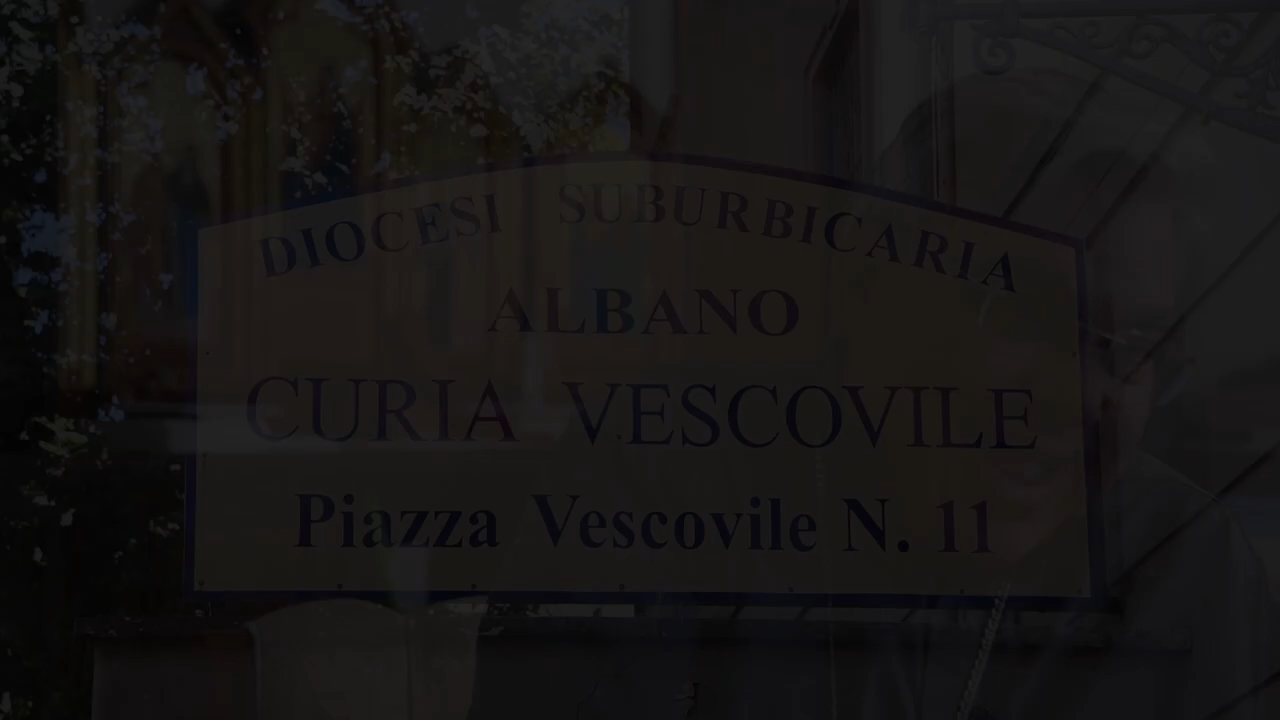 DIOCESI SUBURBICARIA
ALBANO
CURIA VESCOVILE
Piazza Vescovile N. 11